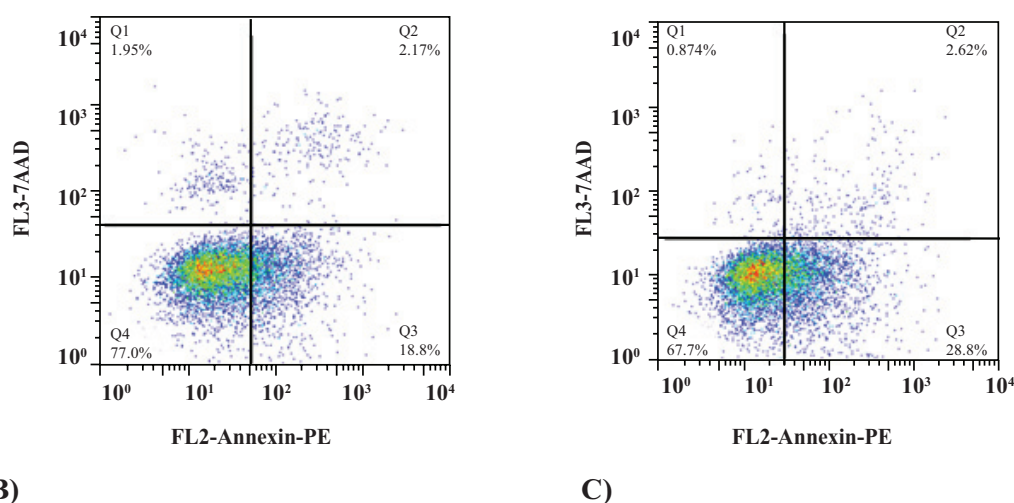 10⁴
10³
10²
10¹
10⁰
FL3-7AAD
Q1
1.95%
Q2
2.17%
Q4
77.0%
Q3
18.8%
10⁰ 10¹ 10² 10³ 10⁴
FL2-Annexin-PE
B)
10⁴
10³
10²
10¹
10⁰
FL3-7AAD
Q1
0.874%
Q2
2.62%
Q4
67.7%
Q3
28.8%
10⁰ 10¹ 10² 10³ 10⁴
FL2-Annexin-PE
C)